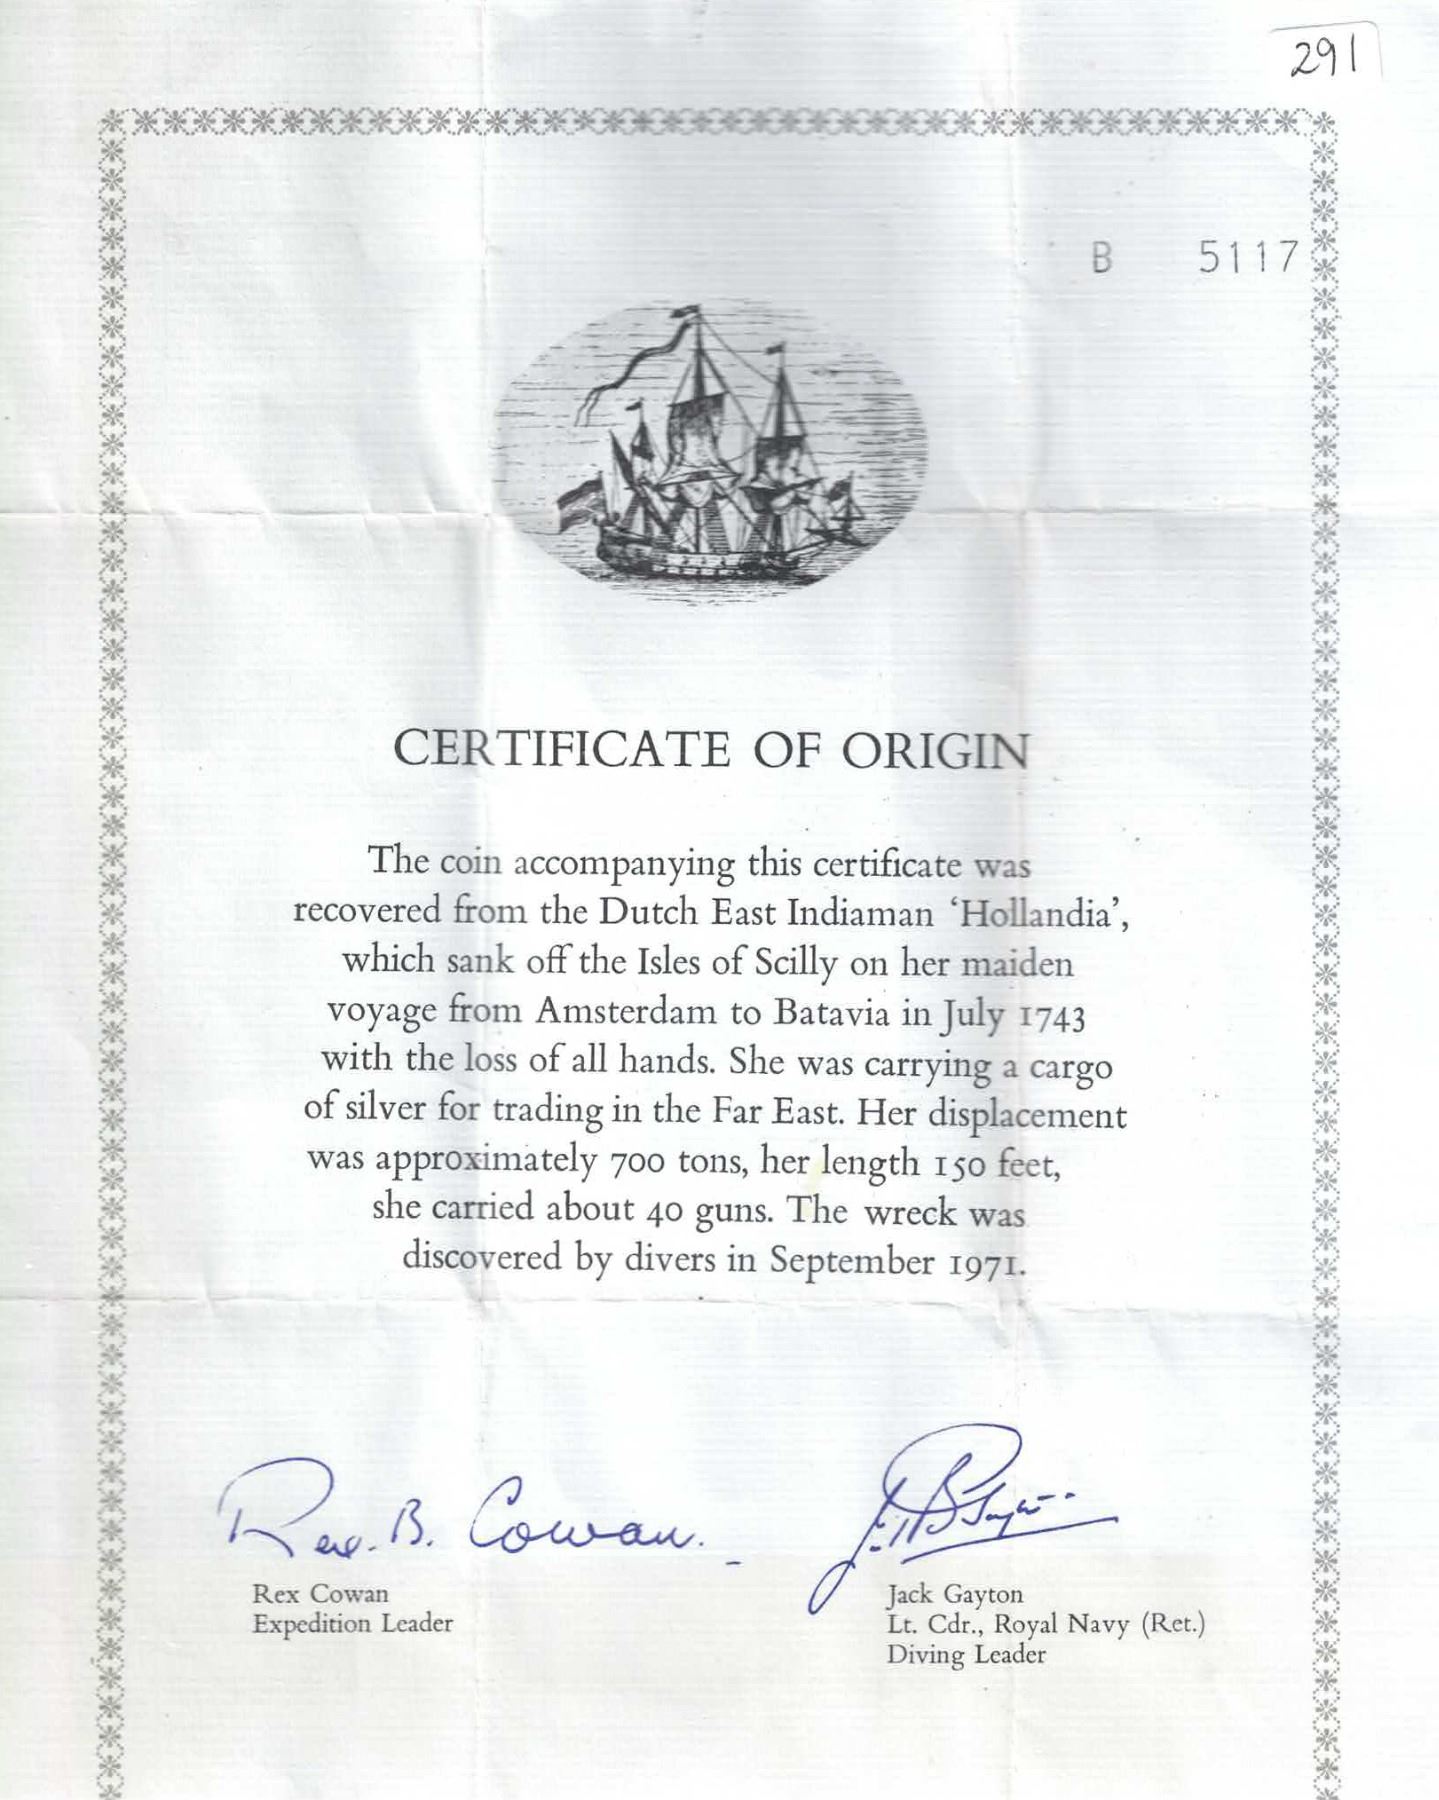 291
B 5117
CERTIFICATE OF ORIGIN
The coin accompanying this certificate was
recovered from the Dutch East Indiaman ‘Hollandia’,
which sank off the Isles of Scilly on her maiden
voyage from Amsterdam to Batavia in July 1743
with the loss of all hands. She was carrying a cargo
of silver for trading in the Far East. Her displacement
was approximately 700 tons, her length 150 feet,
she carried about 40 guns. The wreck was
discovered by divers in September 1971.
Rex. B. Cowan.
Rex Cowan
Expedition Leader
Jack Gayton
Lt. Cdr., Royal Navy (Ret.)
Diving Leader